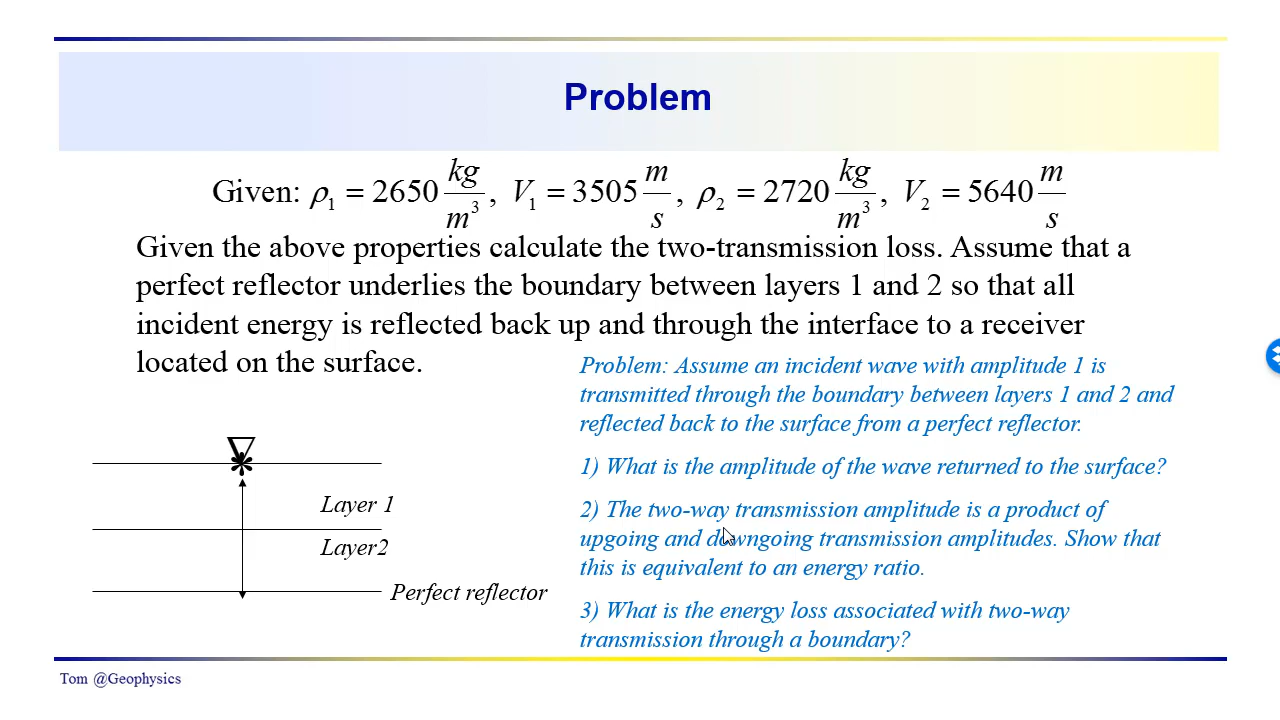 Problem
Given: ρ₁ = 2650 kg/m³, V₁ = 3505 m/s, ρ₂ = 2720 kg/m³, V₂ = 5640 m/s
Given the above properties calculate the two-transmission loss. Assume that a
perfect reflector underlies the boundary between layers 1 and 2 so that all
incident energy is reflected back up and through the interface to a receiver
located on the surface.
Problem: Assume an incident wave with amplitude 1 is
transmitted through the boundary between layers 1 and 2 and
reflected back to the surface from a perfect reflector.
1) What is the amplitude of the wave returned to the surface?
2) The two-way transmission amplitude is a product of
upgoing and downgoing transmission amplitudes. Show that
this is equivalent to an energy ratio.
3) What is the energy loss associated with two-way
transmission through a boundary?
Layer 1
Layer2
Perfect reflector
Tom @Geophysics